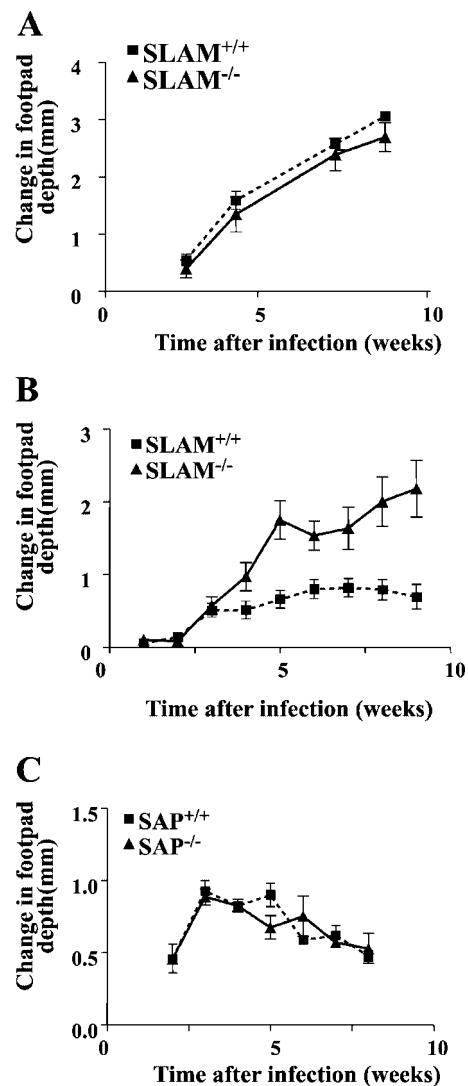 A
SLAM+/+
SLAM-/-
Change in footpad
depth(mm)
4
3
2
1
0
0
5
10
Time after infection (weeks)
B
SLAM+/+
SLAM-/-
Change in footpad
depth(mm)
3
2
1
0
0
5
10
Time after infection (weeks)
C
SAP+/+
SAP-/-
Change in footpad
depth(mm)
1.5
1.0
0.5
0.0
0
5
10
Time after infection (weeks)